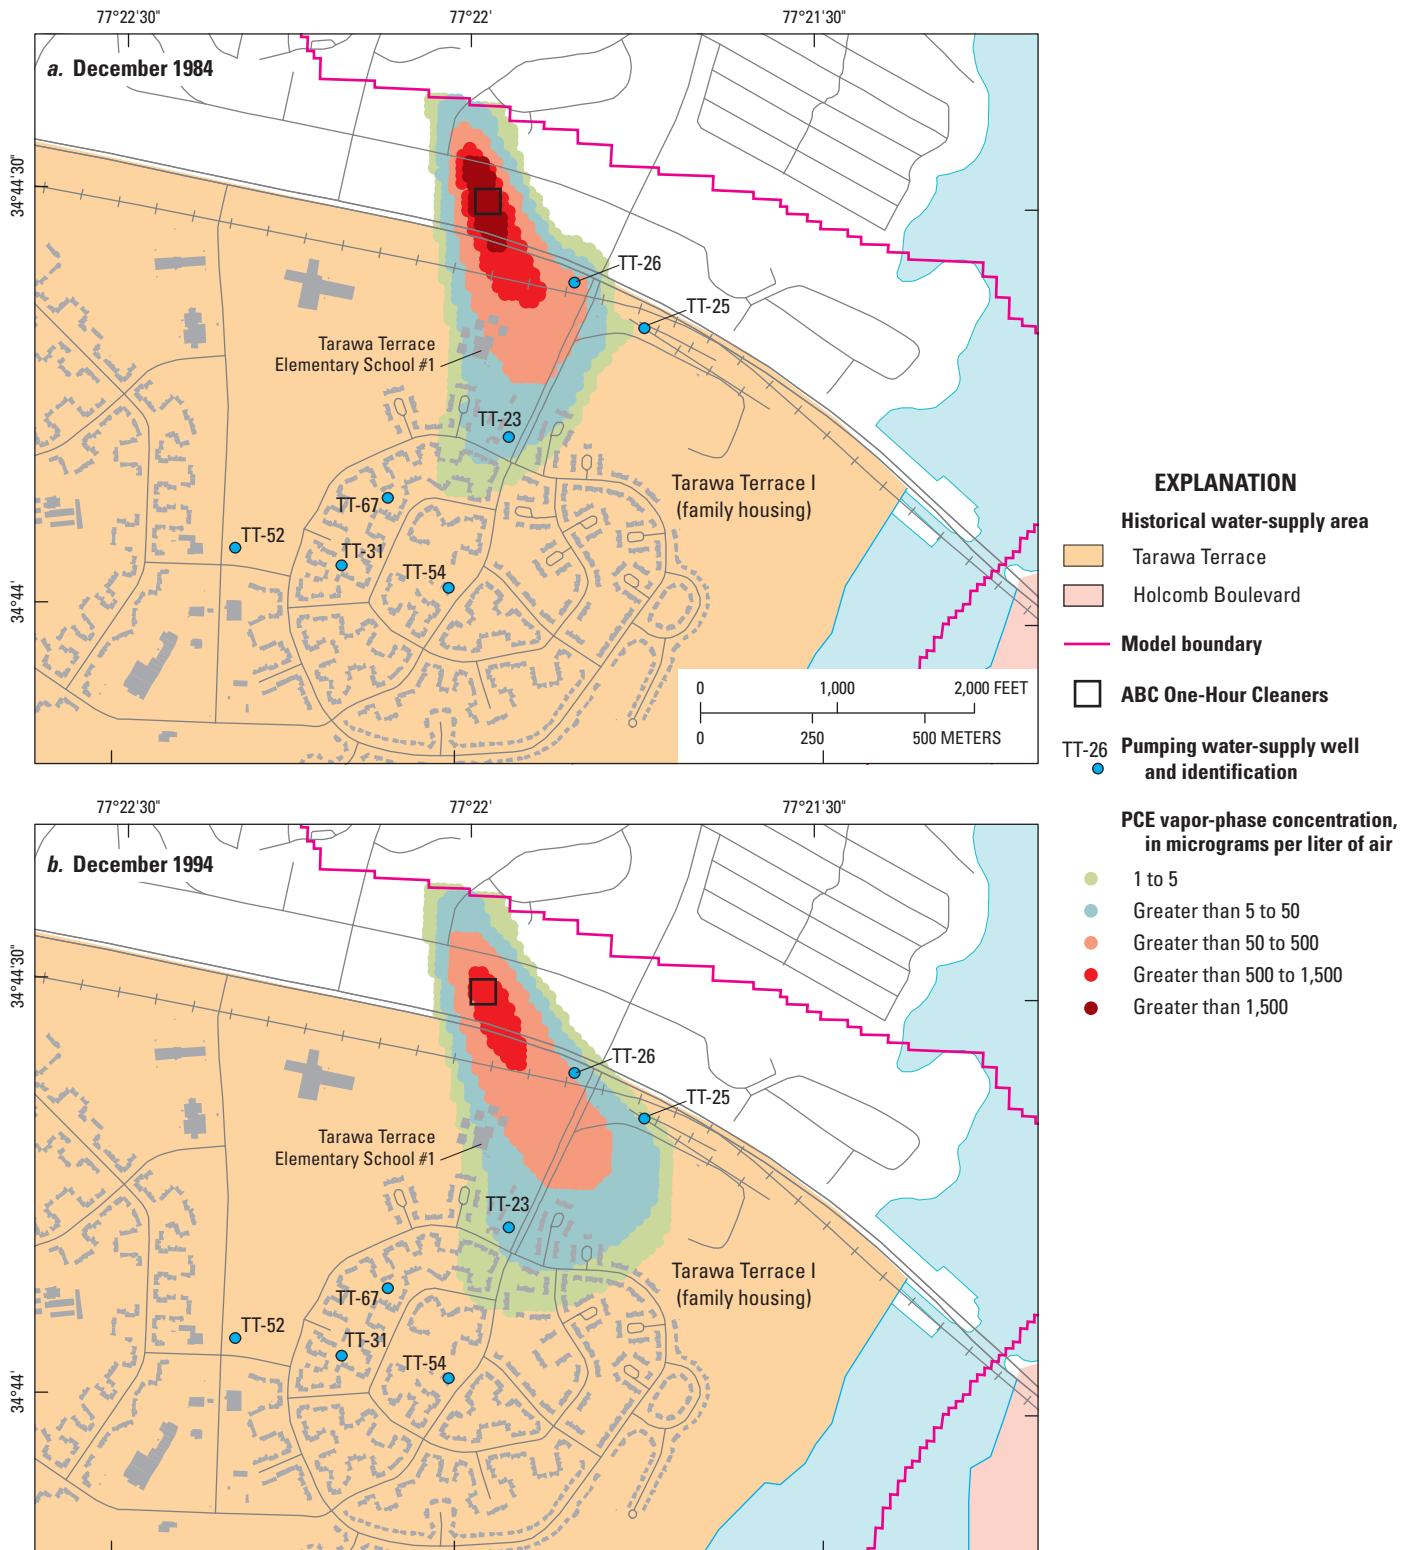 77°22'30"
77°22'
77°21'30"
a. December 1984
34°44'30"
TT-26
TT-25
Tarawa Terrace
Elementary School #1
TT-23
Tarawa Terrace I
(family housing)
TT-67
TT-52
TT-31
TT-54
34°44'
0
1,000
2,000 FEET
0
250
500 METERS
77°22'30"
77°22'
77°21'30"
b. December 1994
34°44'30"
TT-26
TT-25
Tarawa Terrace
Elementary School #1
TT-23
Tarawa Terrace I
(family housing)
TT-67
TT-52
TT-31
TT-54
34°44'
EXPLANATION
Historical water-supply area
Tarawa Terrace
Holcomb Boulevard
Model boundary
ABC One-Hour Cleaners
TT-26 Pumping water-supply well
and identification
PCE vapor-phase concentration,
in micrograms per liter of air
1 to 5
Greater than 5 to 50
Greater than 50 to 500
Greater than 500 to 1,500
Greater than 1,500